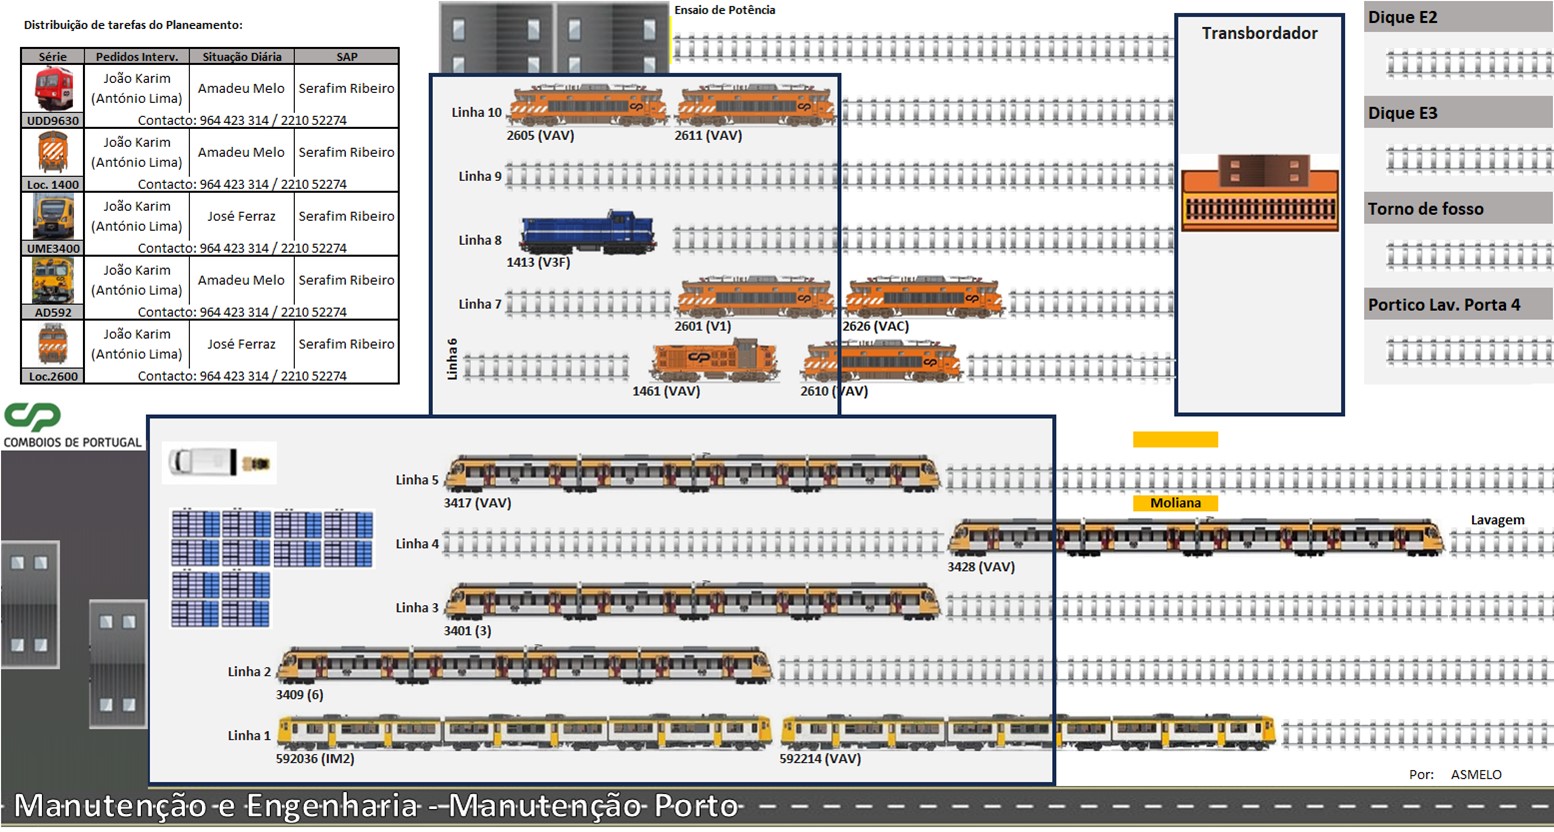 Distribuição de tarefas do Planeamento:
Série Pedidos Interv. Situação Diária SAP
João Karim
(António Lima) Amadeu Melo Serafim Ribeiro
UDD9630 Contacto: 964 423 314 / 2210 52274
João Karim
(António Lima) Amadeu Melo Serafim Ribeiro
Loc. 1400 Contacto: 964 423 314 / 2210 52274
João Karim
(António Lima) José Ferraz Serafim Ribeiro
UME3400 Contacto: 964 423 314 / 2210 52274
João Karim
(António Lima) Amadeu Melo Serafim Ribeiro
AD592 Contacto: 964 423 314 / 2210 52274
João Karim
(António Lima) José Ferraz Serafim Ribeiro
Loc.2600 Contacto: 964 423 314 / 2210 52274
CP
COMBOIOS DE PORTUGAL
Ensaio de Potência
Linha 10
2605 (VAV) 2611 (VAV)
Linha 9
Linha 8
1413 (V3F)
Linha 7
2601 (V1) 2626 (VAC)
Linha 6
1461 (VAV) 2610 (VAV)
Transbordador
Dique E2
Dique E3
Torno de fosso
Portico Lav. Porta 4
Linha 5
3417 (VAV)
Moliana
Linha 4
Lavagem
3428 (VAV)
Linha 3
3401 (3)
Linha 2
3409 (6)
Linha 1
592036 (IM2) 592214 (VAV)
Por: ASMELO
Manutenção e Engenharia - Manutenção Porto